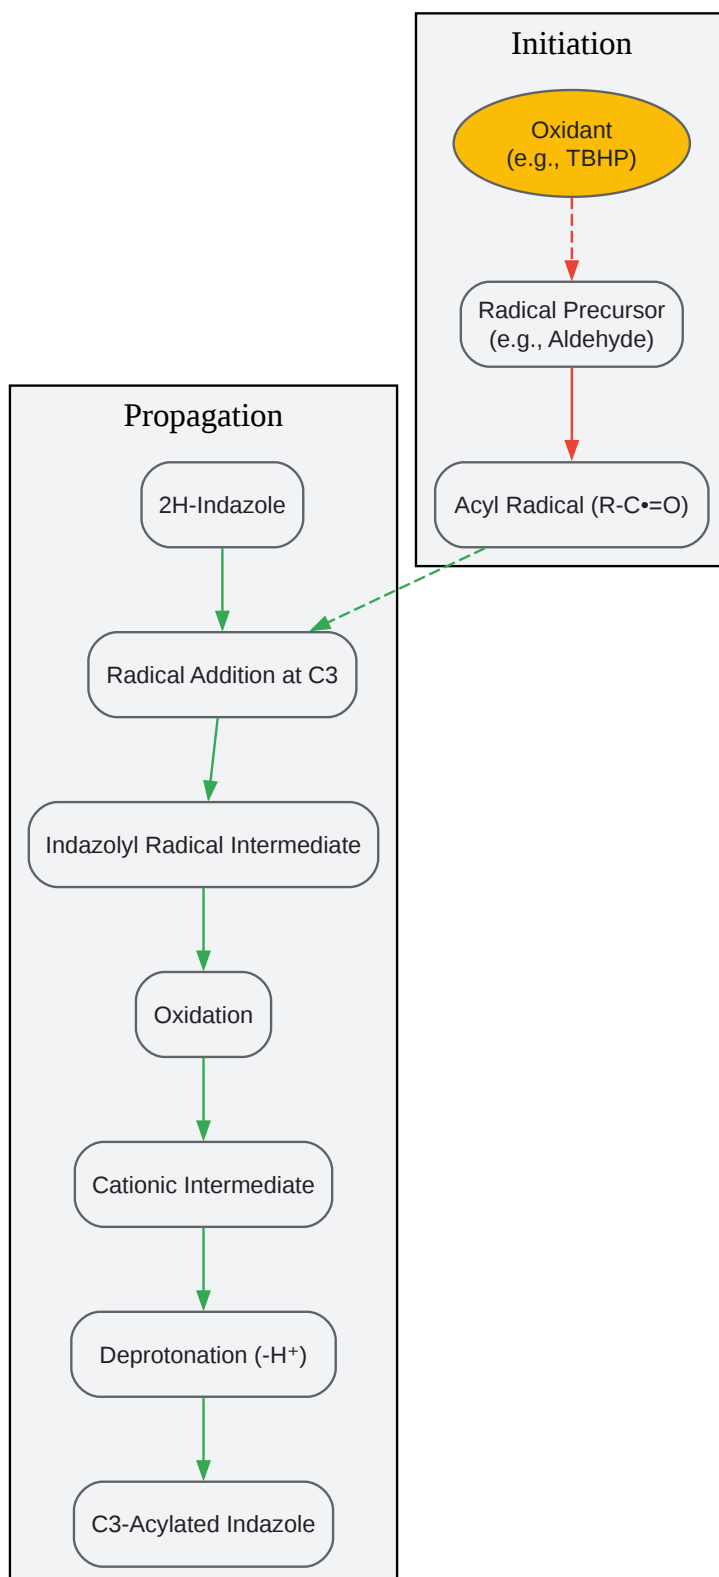 Initiation
Oxidant
(e.g., TBHP)
Radical Precursor
(e.g., Aldehyde)
Acyl Radical (R-C•=O)
Propagation
2H-Indazole
Radical Addition at C3
Indazolyl Radical Intermediate
Oxidation
Cationic Intermediate
Deprotonation (-H⁺)
C3-Acylated Indazole